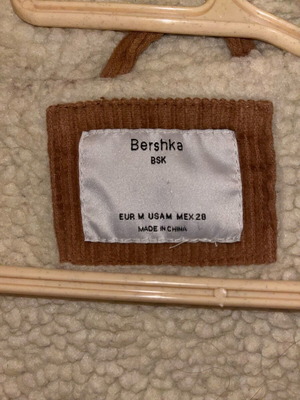 Bershka
BSK
EUR M USA M MEX 28
MADE IN CHINA